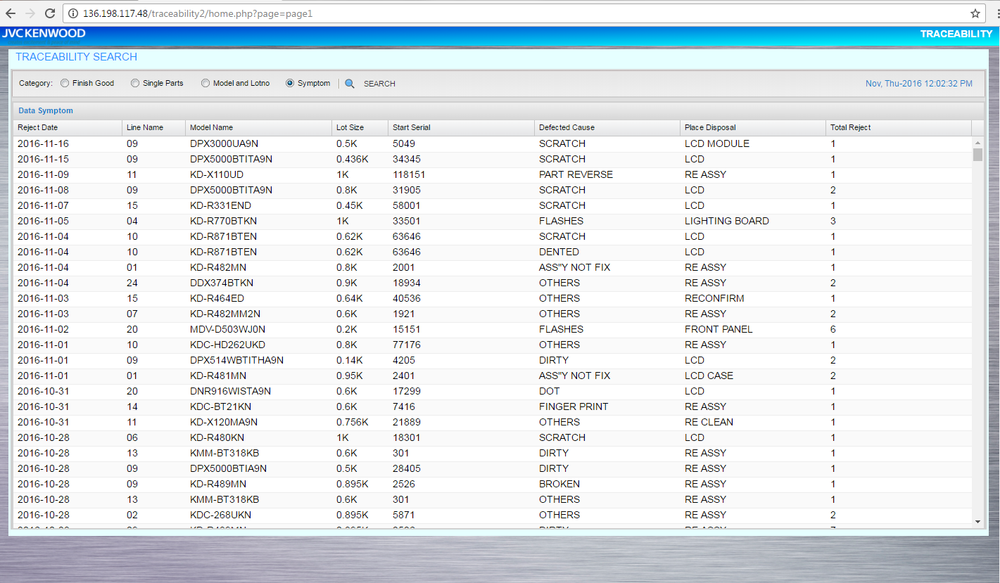 136.198.117.48/traceability2/home.php?page=page1
JVCKENWOOD TRACEABILITY
TRACEABILITY SEARCH
Category: Finish Good Single Parts Model and Lotno Symptom SEARCH Nov, Thu-2016 12:02:32 PM
Data Symptom
Reject Date Line Name Model Name Lot Size Start Serial Defected Cause Place Disposal Total Reject
2016-11-16 09 DPX3000UA9N 0.5K 5049 SCRATCH LCD MODULE 1
2016-11-15 09 DPX5000BTITA9N 0.436K 34345 SCRATCH LCD 1
2016-11-09 11 KD-X110UD 1K 118151 PART REVERSE RE ASSY 1
2016-11-08 09 DPX5000BTITA9N 0.8K 31905 SCRATCH LCD 2
2016-11-07 15 KD-R331END 0.45K 58001 SCRATCH LCD 1
2016-11-05 04 KD-R770BTKN 1K 33501 FLASHES LIGHTING BOARD 3
2016-11-04 10 KD-R871BTEN 0.62K 63646 SCRATCH LCD 1
2016-11-04 10 KD-R871BTEN 0.62K 63646 DENTED LCD 1
2016-11-04 01 KD-R482MN 0.8K 2001 ASS"Y NOT FIX RE ASSY 1
2016-11-04 24 DDX374BTKN 0.9K 18934 OTHERS RE ASSY 2
2016-11-03 15 KD-R464ED 0.64K 40536 OTHERS RECONFIRM 1
2016-11-03 07 KD-R482MM2N 0.6K 1921 OTHERS RE ASSY 2
2016-11-02 20 MDV-D503WJ0N 0.2K 15151 FLASHES FRONT PANEL 6
2016-11-01 10 KDC-HD262UKD 0.8K 77176 OTHERS RE ASSY 1
2016-11-01 09 DPX514WBTITHA9N 0.14K 4205 DIRTY LCD 2
2016-11-01 01 KD-R481MN 0.95K 2401 ASS"Y NOT FIX LCD CASE 2
2016-10-31 20 DNR916WISTA9N 0.6K 17299 DOT LCD 1
2016-10-31 14 KDC-BT21KN 0.6K 7416 FINGER PRINT RE ASSY 1
2016-10-31 11 KD-X120MA9N 0.756K 21889 OTHERS RE CLEAN 1
2016-10-28 06 KD-R480KN 1K 18301 SCRATCH LCD 1
2016-10-28 13 KMM-BT318KB 0.6K 301 DIRTY RE ASSY 1
2016-10-28 09 DPX5000BTIA9N 0.5K 28405 DIRTY RE ASSY 1
2016-10-28 09 KD-R489MN 0.895K 2526 BROKEN RE ASSY 1
2016-10-28 13 KMM-BT318KB 0.6K 301 OTHERS RE ASSY 1
2016-10-28 02 KDC-268UKN 0.895K 5871 OTHERS RE ASSY 2